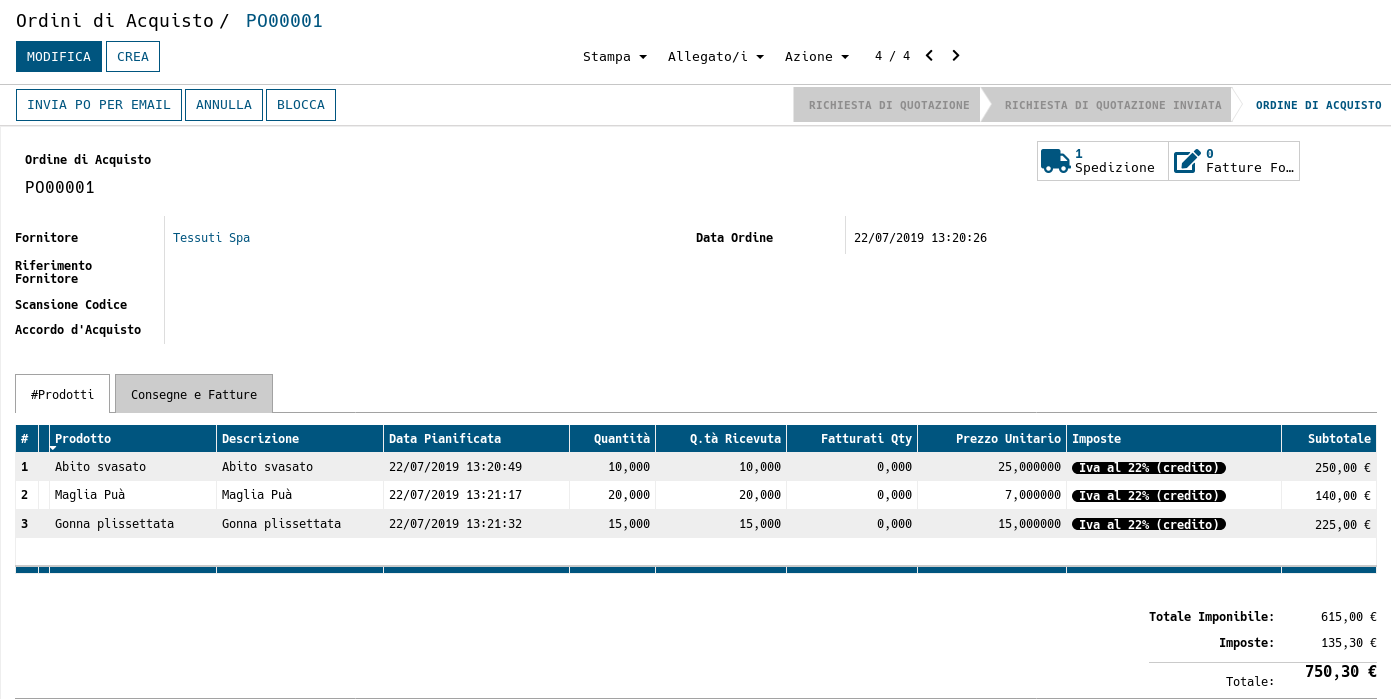 Ordini di Acquisto / PO00001
MODIFICA CREA Stampa Allegato/i Azione 4 / 4
INVIA PO PER EMAIL ANNULLA BLOCCA RICHIESTA DI QUOTAZIONE RICHIESTA DI QUOTAZIONE INVIATA ORDINE DI ACQUISTO
1 Spedizione
0 Fatture Fo…
Ordine di Acquisto
PO00001
Fornitore Tessuti Spa Data Ordine 22/07/2019 13:20:26
Riferimento
Fornitore
Scansione Codice
Accordo d'Acquisto
#Prodotti Consegne e Fatture
# Prodotto Descrizione Data Pianificata Quantità Q.tà Ricevuta Fatturati Qty Prezzo Unitario Imposte Subtotale
1 Abito svasato Abito svasato 22/07/2019 13:20:49 10,000 10,000 0,000 25,000000 Iva al 22% (credito) 250,00 €
2 Maglia Puà Maglia Puà 22/07/2019 13:21:17 20,000 20,000 0,000 7,000000 Iva al 22% (credito) 140,00 €
3 Gonna plissettata Gonna plissettata 22/07/2019 13:21:32 15,000 15,000 0,000 15,000000 Iva al 22% (credito) 225,00 €
Totale Imponibile: 615,00 €
Imposte: 135,30 €
Totale: 750,30 €